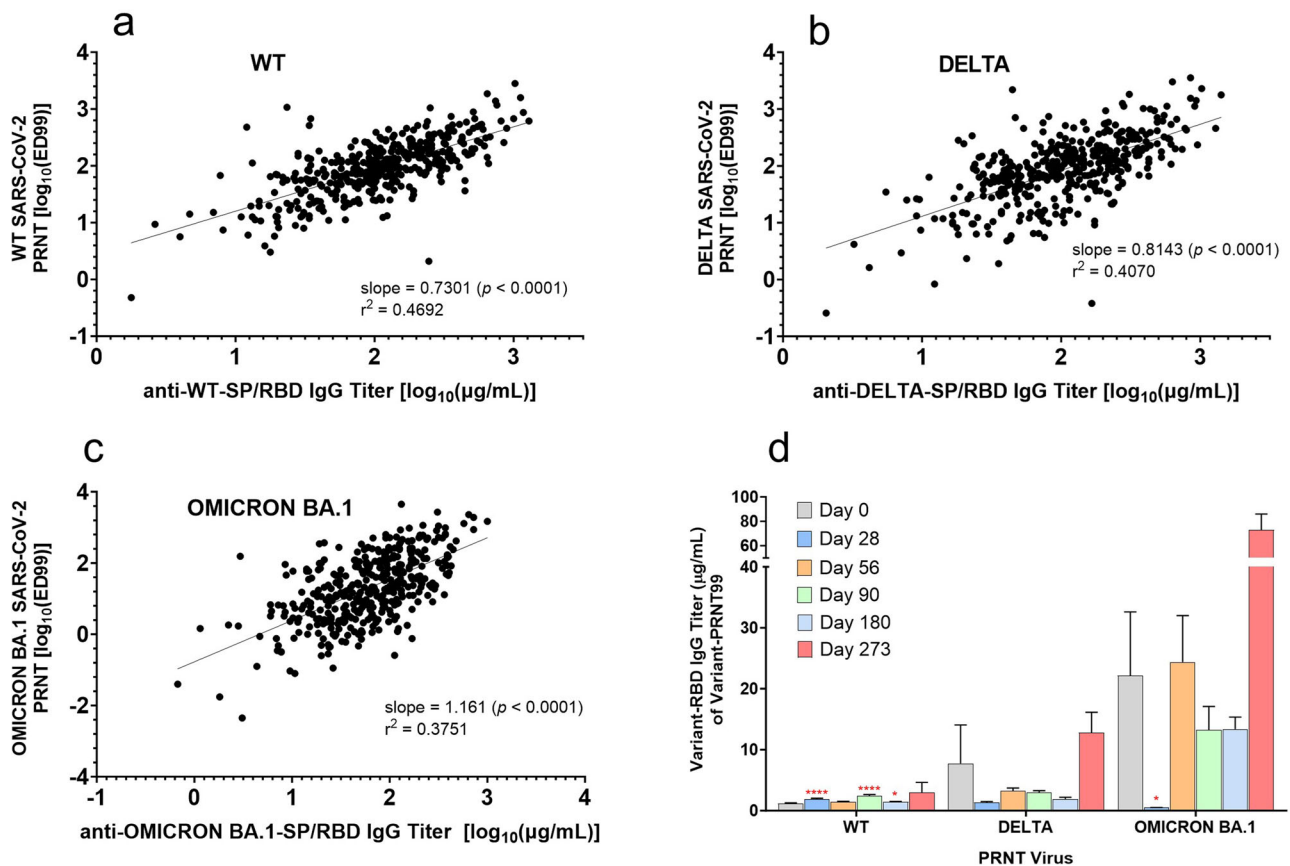 a
WT
WT SARS-CoV-2
PRNT [log10(ED99)]
4
3
2
1
0
-1
slope = 0.7301 (p < 0.0001)
r2 = 0.4692
0 1 2 3
anti-WT-SP/RBD IgG Titer [log10(µg/mL)]
b
DELTA
DELTA SARS-CoV-2
PRNT [log10(ED99)]
4
3
2
1
0
-1
slope = 0.8143 (p < 0.0001)
r2 = 0.4070
0 1 2 3
anti-DELTA-SP/RBD IgG Titer [log10(µg/mL)]
c
OMICRON BA.1
OMICRON BA.1 SARS-CoV-2
PRNT [log10(ED99)]
4
2
0
-2
-4
slope = 1.161 (p < 0.0001)
r2 = 0.3751
-1 0 1 2 3 4
anti-OMICRON BA.1-SP/RBD IgG Titer [log10(µg/mL)]
d
Variant-RBD IgG Titer (µg/mL)
of Variant-PRNT99
100
80
60
40
40
30
20
10
0
Day 0
Day 28
Day 56
Day 90
Day 180
Day 273
**** **** * *
WT DELTA OMICRON BA.1
PRNT Virus